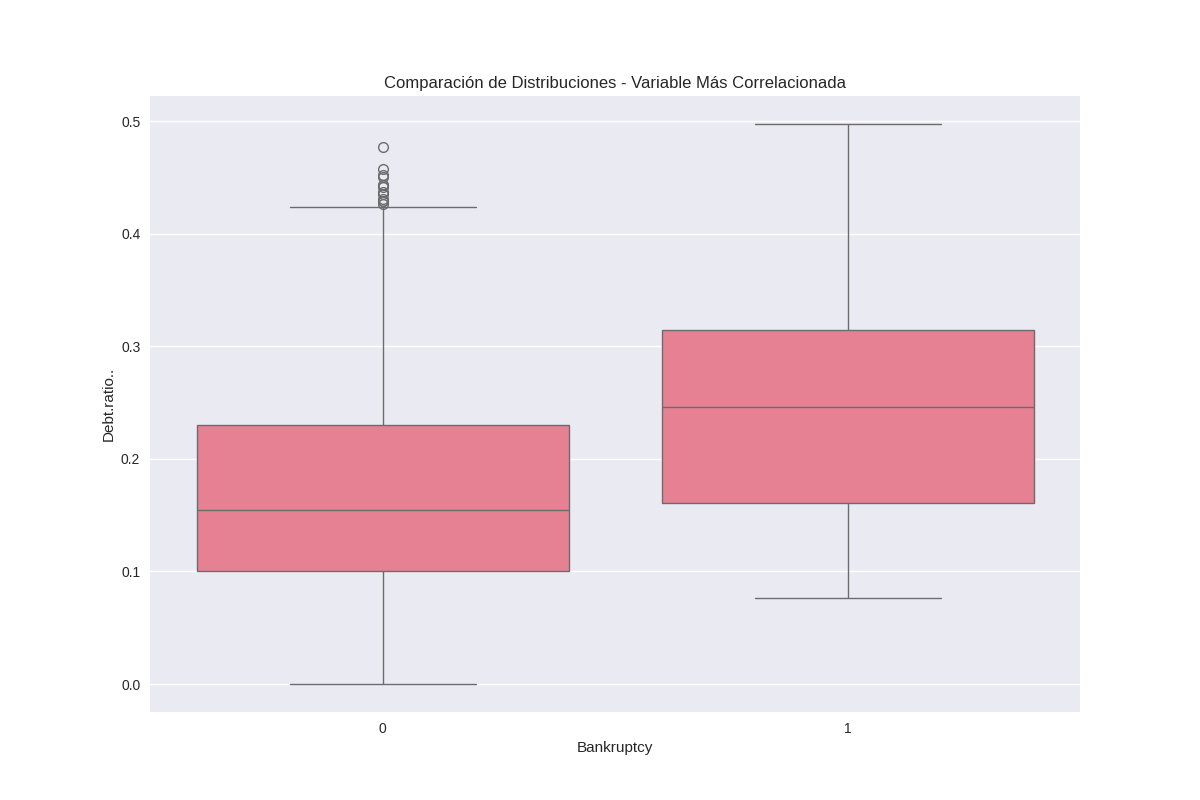 Comparación de Distribuciones - Variable Más Correlacionada
0.5
0.4
0.3
0.2
0.1
0.0
Debt.ratio..
0
1
Bankruptcy